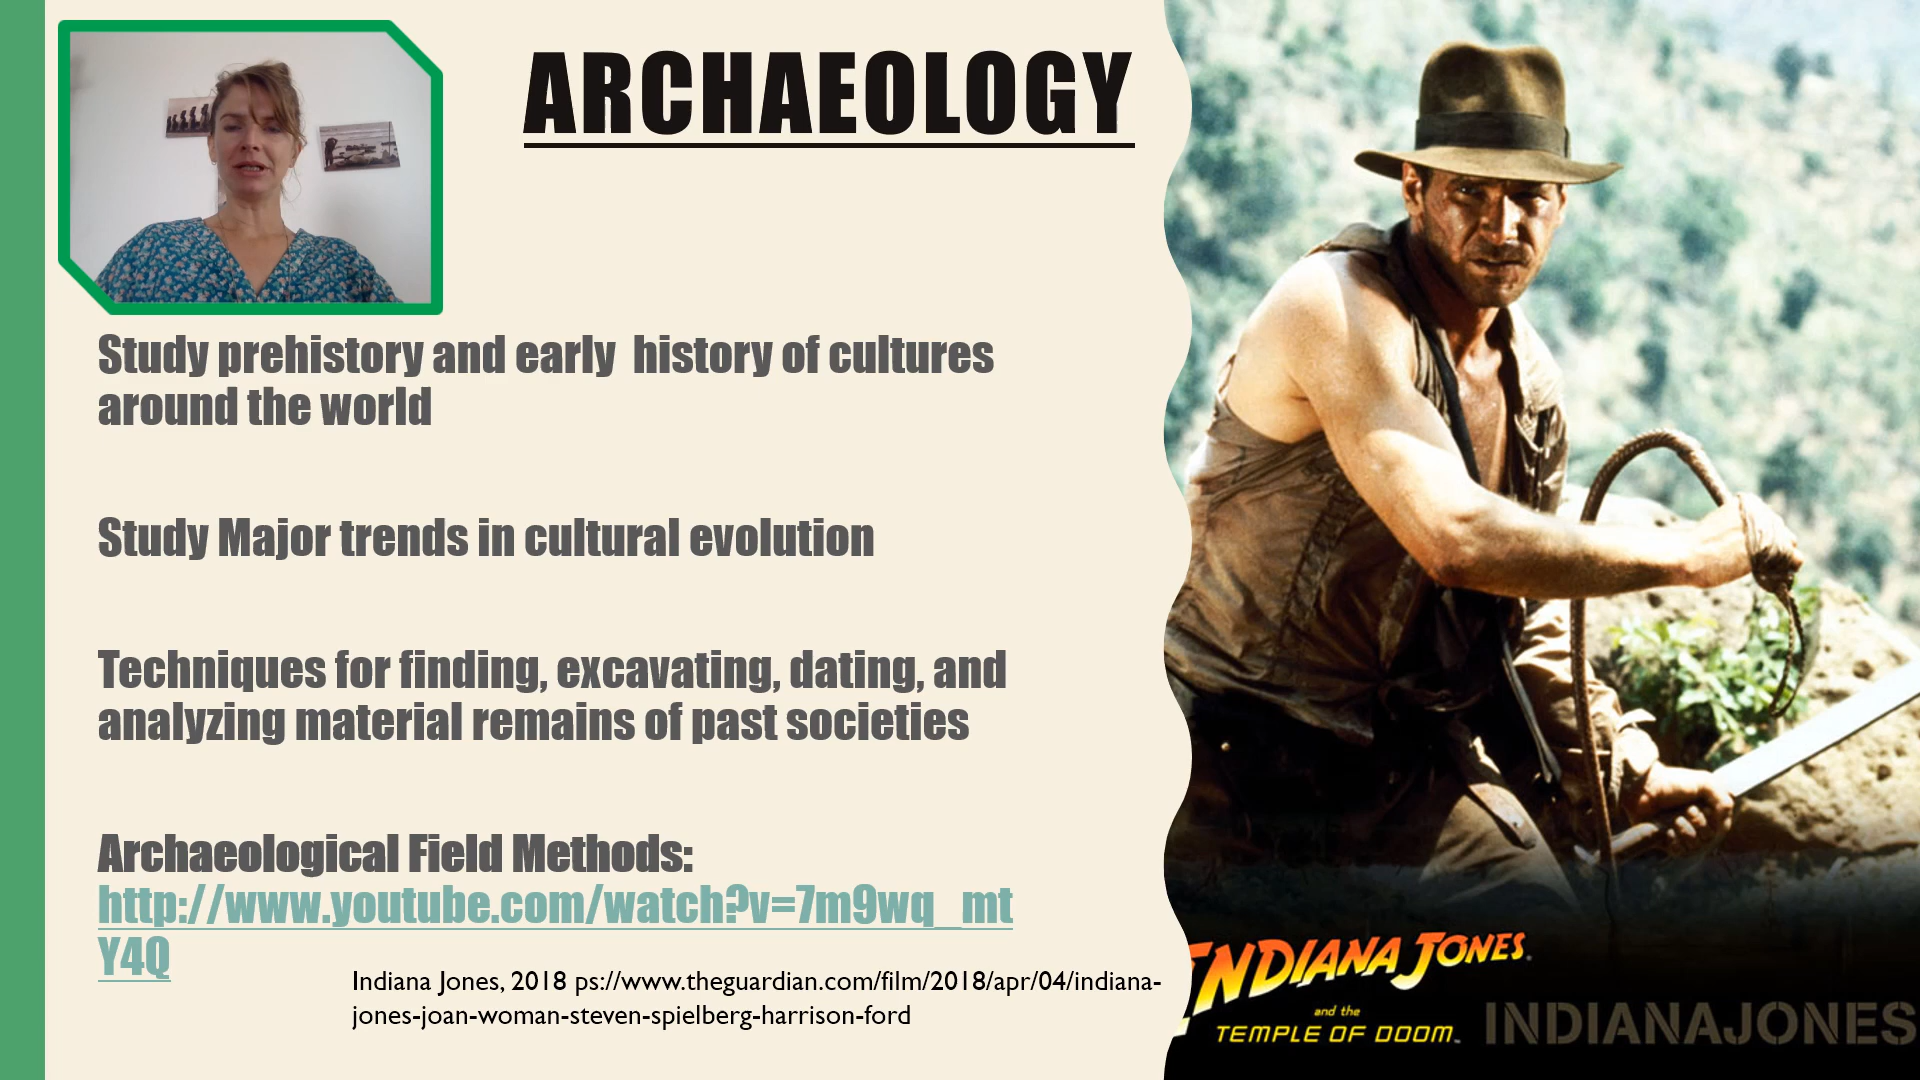 ARCHAEOLOGY
Study prehistory and early  history of cultures
around the world
Study Major trends in cultural evolution
Techniques for finding, excavating, dating, and
analyzing material remains of past societies
Archaeological Field Methods:
http://www.youtube.com/watch?v=7m9wq_mt
Y4Q
Indiana Jones, 2018 ps://www.theguardian.com/film/2018/apr/04/indiana-
jones-joan-woman-steven-spielberg-harrison-ford
INDIANA JONES
and the
TEMPLE OF DOOM™
INDIANAJONES